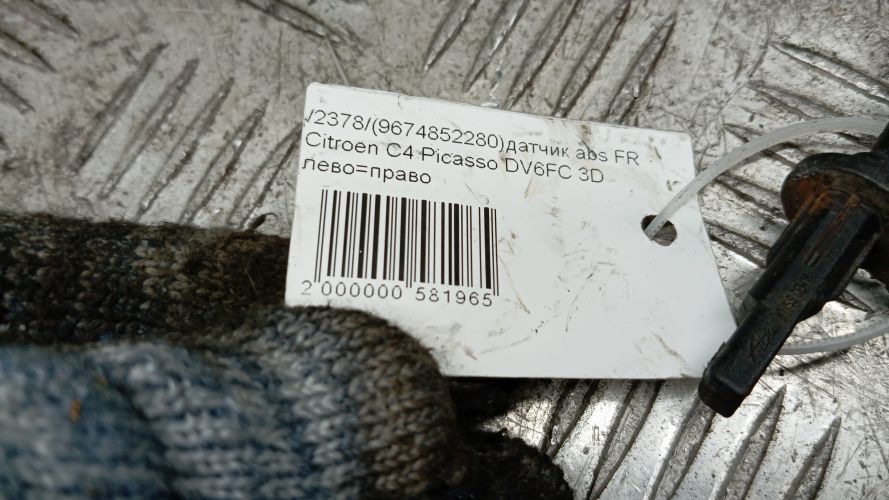 /2378/(9674852280)датчик abs FR
Citroen C4 Picasso DV6FC 3D
лево=право
2 000000 581965